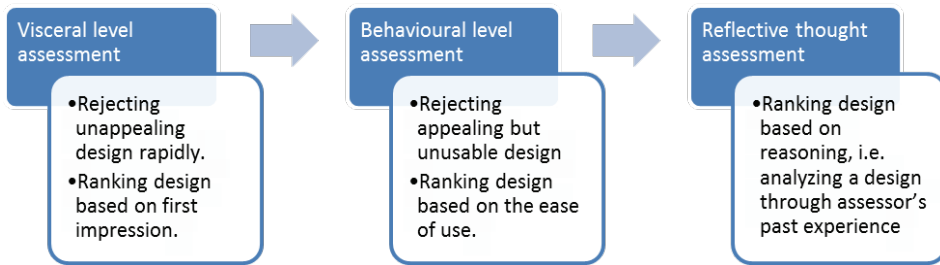 Visceral level
assessment
•Rejecting
unappealing
design rapidly.
•Ranking design
based on first
impression.
Behavioural level
assessment
•Rejecting
appealing but
unusable design
•Ranking design
based on the ease
of use.
Reflective thought
assessment
•Ranking design
based on
reasoning, i.e.
analyzing a design
through assessor's
past experience